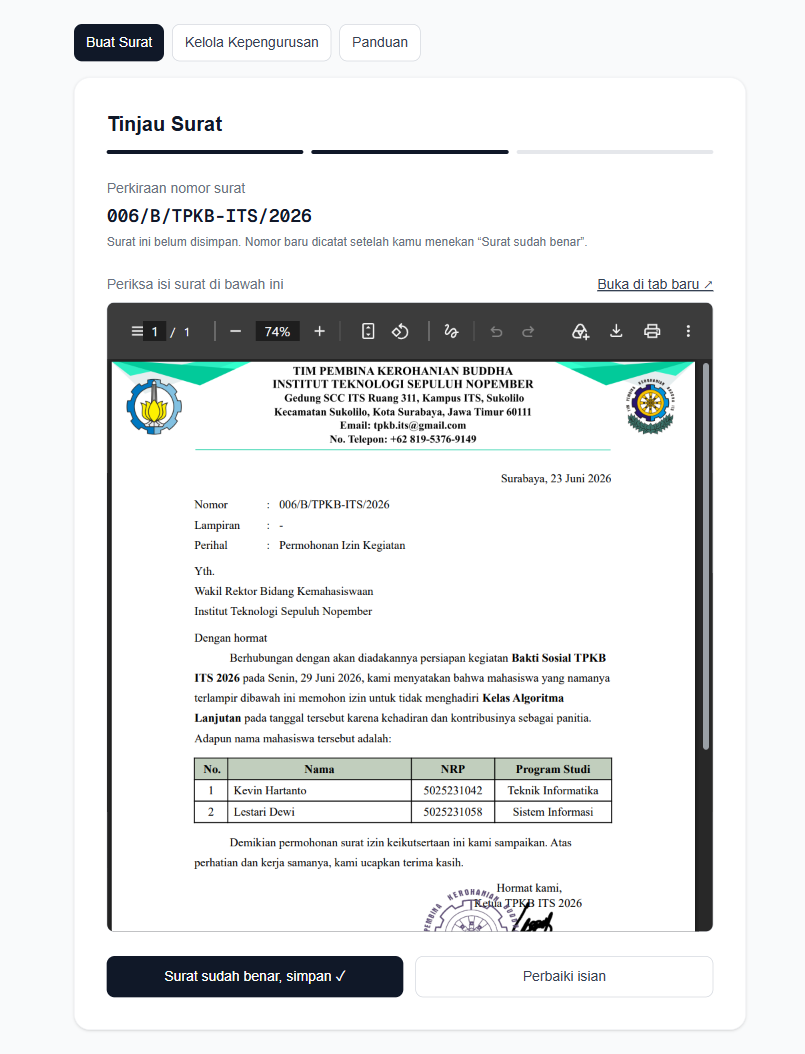 Buat Surat
Kelola Kepengurusan
Panduan
Tinjau Surat
Perkiraan nomor surat
006/B/TPKB-ITS/2026
Surat ini belum disimpan. Nomor baru dicatat setelah kamu menekan “Surat sudah benar”.
Periksa isi surat di bawah ini
Buka di tab baru ↗
1 / 1
74%
TIM PEMBINA KEROHANIAN BUDDHA
INSTITUT TEKNOLOGI SEPULUH NOPEMBER
Gedung SCC ITS Ruang 311, Kampus ITS, Sukolilo
Kecamatan Sukolilo, Kota Surabaya, Jawa Timur 60111
Email: tpkb.its@gmail.com
No. Telepon: +62 819-5376-9149
Surabaya, 23 Juni 2026
Nomor : 006/B/TPKB-ITS/2026
Lampiran : -
Perihal : Permohonan Izin Kegiatan
Yth.
Wakil Rektor Bidang Kemahasiswaan
Institut Teknologi Sepuluh Nopember
Dengan hormat
Berhubungan dengan akan diadakannya persiapan kegiatan Bakti Sosial TPKB
ITS 2026 pada Senin, 29 Juni 2026, kami menyatakan bahwa mahasiswa yang namanya
terlampir dibawah ini memohon izin untuk tidak menghadiri Kelas Algoritma
Lanjutan pada tanggal tersebut karena kehadiran dan kontribusinya sebagai panitia.
Adapun nama mahasiswa tersebut adalah:
No. Nama NRP Program Studi
1 Kevin Hartanto 5025231042 Teknik Informatika
2 Lestari Dewi 5025231058 Sistem Informasi
Demikian permohonan surat izin keikutsertaan ini kami sampaikan. Atas
perhatian dan kerja samanya, kami ucapkan terima kasih.
Hormat kami,
Ketua TPKB ITS 2026
PEMBINA KEROHANIAN BUDDHA
Surat sudah benar, simpan ✓
Perbaiki isian